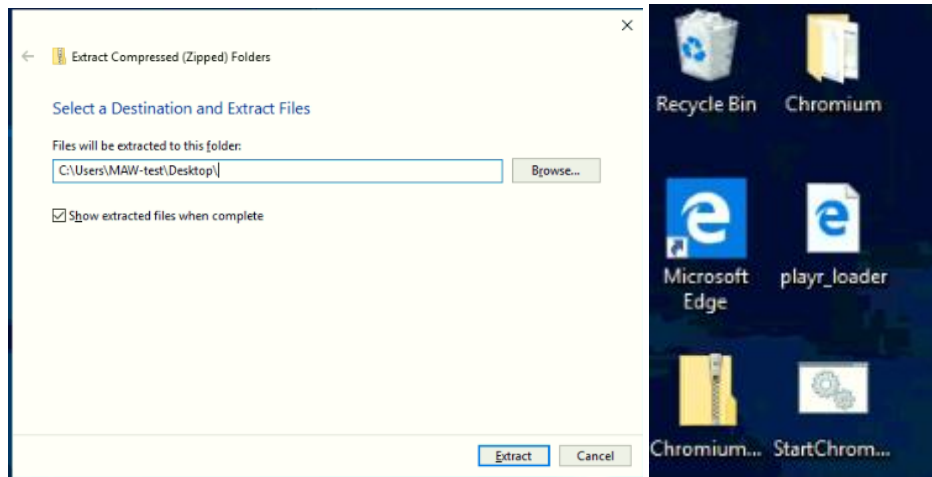 Extract Compressed (Zipped) Folders
Select a Destination and Extract Files
Files will be extracted to this folder:
C:\Users\MAW-test\Desktop\
Browse...
Show extracted files when complete
Extract
Cancel
Recycle Bin
Chromium
Microsoft
Edge
playr_loader
Chromium...
StartChrom...